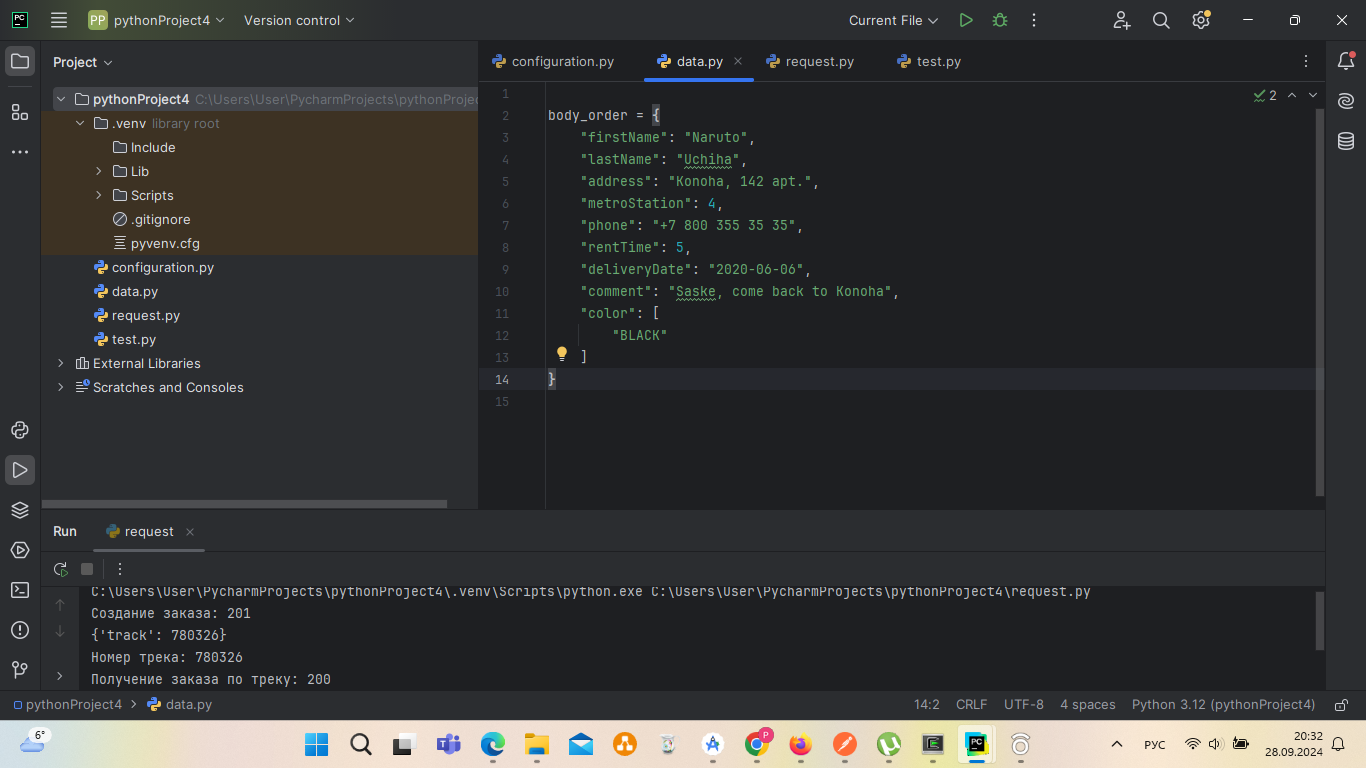 PC
PP pythonProject4 Version control Current File
Project
configuration.py data.py request.py test.py
pythonProject4 C:\Users\User\PycharmProjects\pythonProjec
.venv library root
Include
Lib
Scripts
.gitignore
pyvenv.cfg
configuration.py
data.py
request.py
test.py
External Libraries
Scratches and Consoles
2
1
2 body_order = {
3 "firstName": "Naruto",
4 "lastName": "Uchiha",
5 "address": "Konoha, 142 apt.",
6 "metroStation": 4,
7 "phone": "+7 800 355 35 35",
8 "rentTime": 5,
9 "deliveryDate": "2020-06-06",
10 "comment": "Saske, come back to Konoha",
11 "color": [
12 "BLACK"
13 ]
14 }
15
Run request
C:\Users\User\PycharmProjects\pythonProject4\.venv\Scripts\python.exe C:\Users\User\PycharmProjects\pythonProject4\request.py
Создание заказа: 201
{'track': 780326}
Номер трека: 780326
Получение заказа по треку: 200
pythonProject4 data.py 14:2 CRLF UTF-8 4 spaces Python 3.12 (pythonProject4)
6° P PC РУС 20:32
28.09.2024